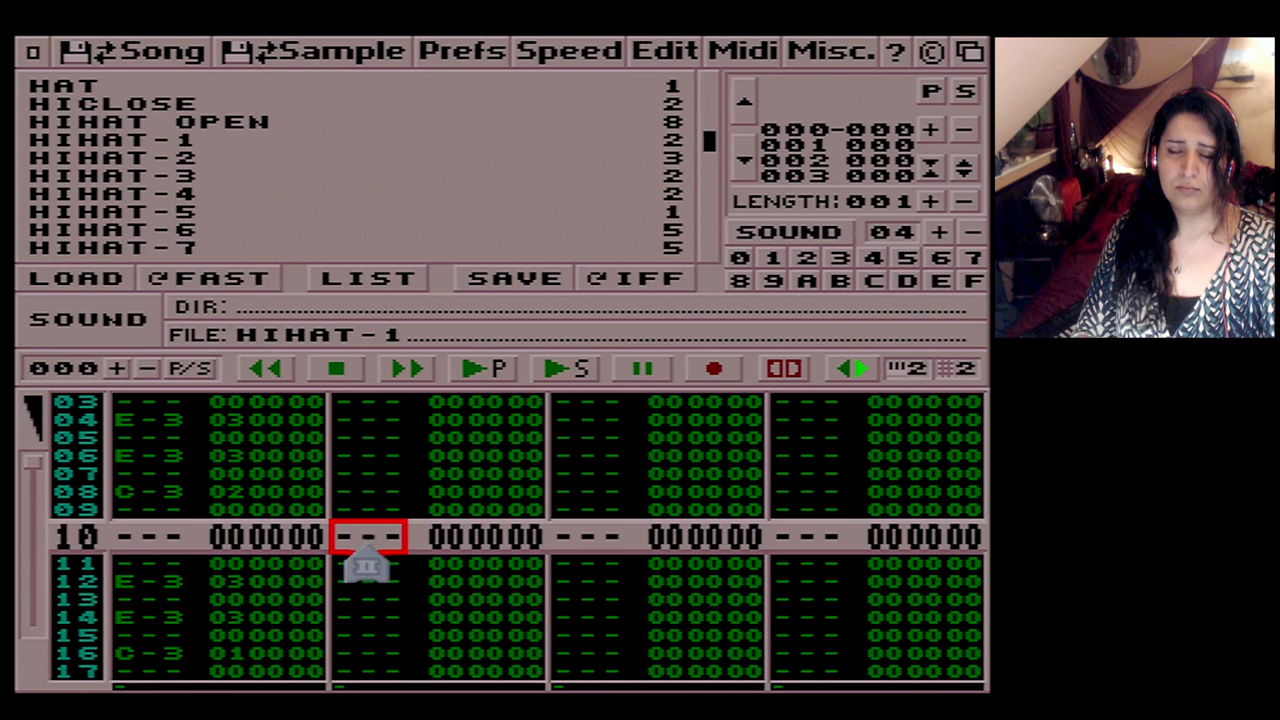 Song Sample Prefs Speed Edit Midi Misc. ? ©
HAT 1
HICLOSE 2
HIHAT OPEN 8
HIHAT-1 2
HIHAT-2 3
HIHAT-3 2
HIHAT-4 2
HIHAT-5 1
HIHAT-6 5
HIHAT-7 5
P S
000-000 + -
001 000
002 000
003 000
LENGTH:001 + -
SOUND 04 + -
0 1 2 3 4 5 6 7
8 9 A B C D E F
LOAD FAST LIST SAVE IFF
SOUND
DIR:
FILE: HIHAT-1
000 + - R/S P S 2 2
03 --- 000000 --- 000000 --- 000000 --- 000000
04 E-3 030000 --- 000000 --- 000000 --- 000000
05 --- 000000 --- 000000 --- 000000 --- 000000
06 E-3 030000 --- 000000 --- 000000 --- 000000
07 --- 000000 --- 000000 --- 000000 --- 000000
08 C-3 020000 --- 000000 --- 000000 --- 000000
09 --- 000000 --- 000000 --- 000000 --- 000000
10 --- 000000 --- 000000 --- 000000 --- 000000
11 --- 000000 --- 000000 --- 000000 --- 000000
12 E-3 030000 --- 000000 --- 000000 --- 000000
13 --- 000000 --- 000000 --- 000000 --- 000000
14 E-3 030000 --- 000000 --- 000000 --- 000000
15 --- 000000 --- 000000 --- 000000 --- 000000
16 C-3 010000 --- 000000 --- 000000 --- 000000
17 --- 000000 --- 000000 --- 000000 --- 000000